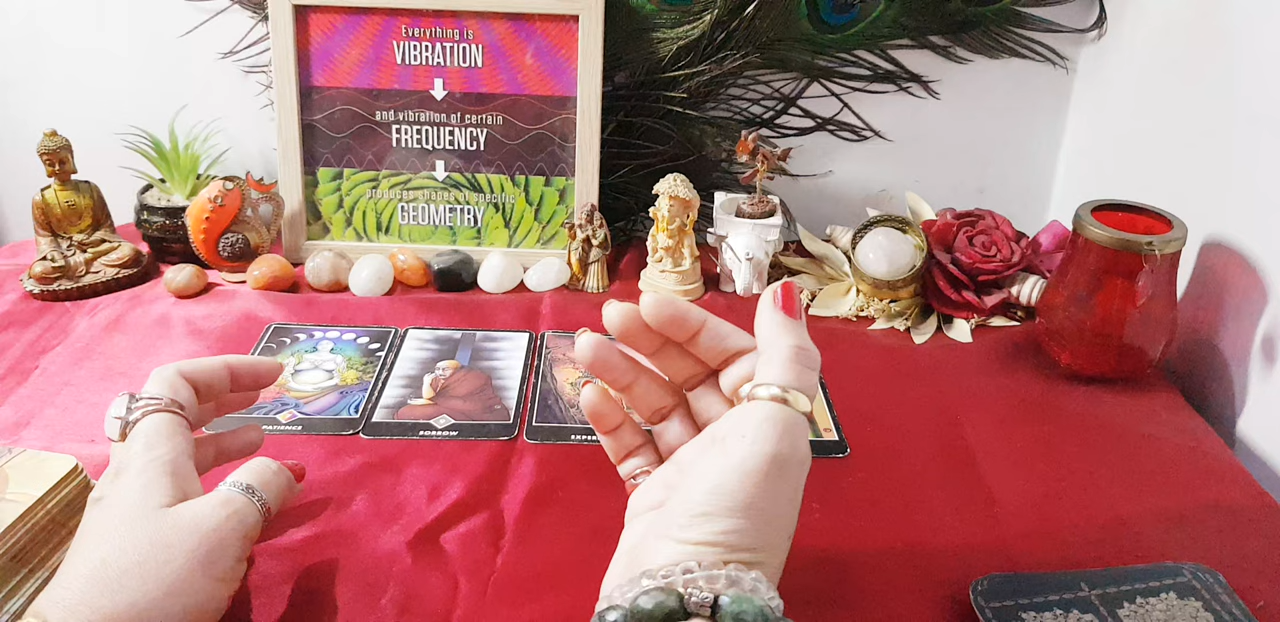 Everything is
VIBRATION
and vibration of certain
FREQUENCY
produces shapes of specific
GEOMETRY
PATIENCE
SORROW